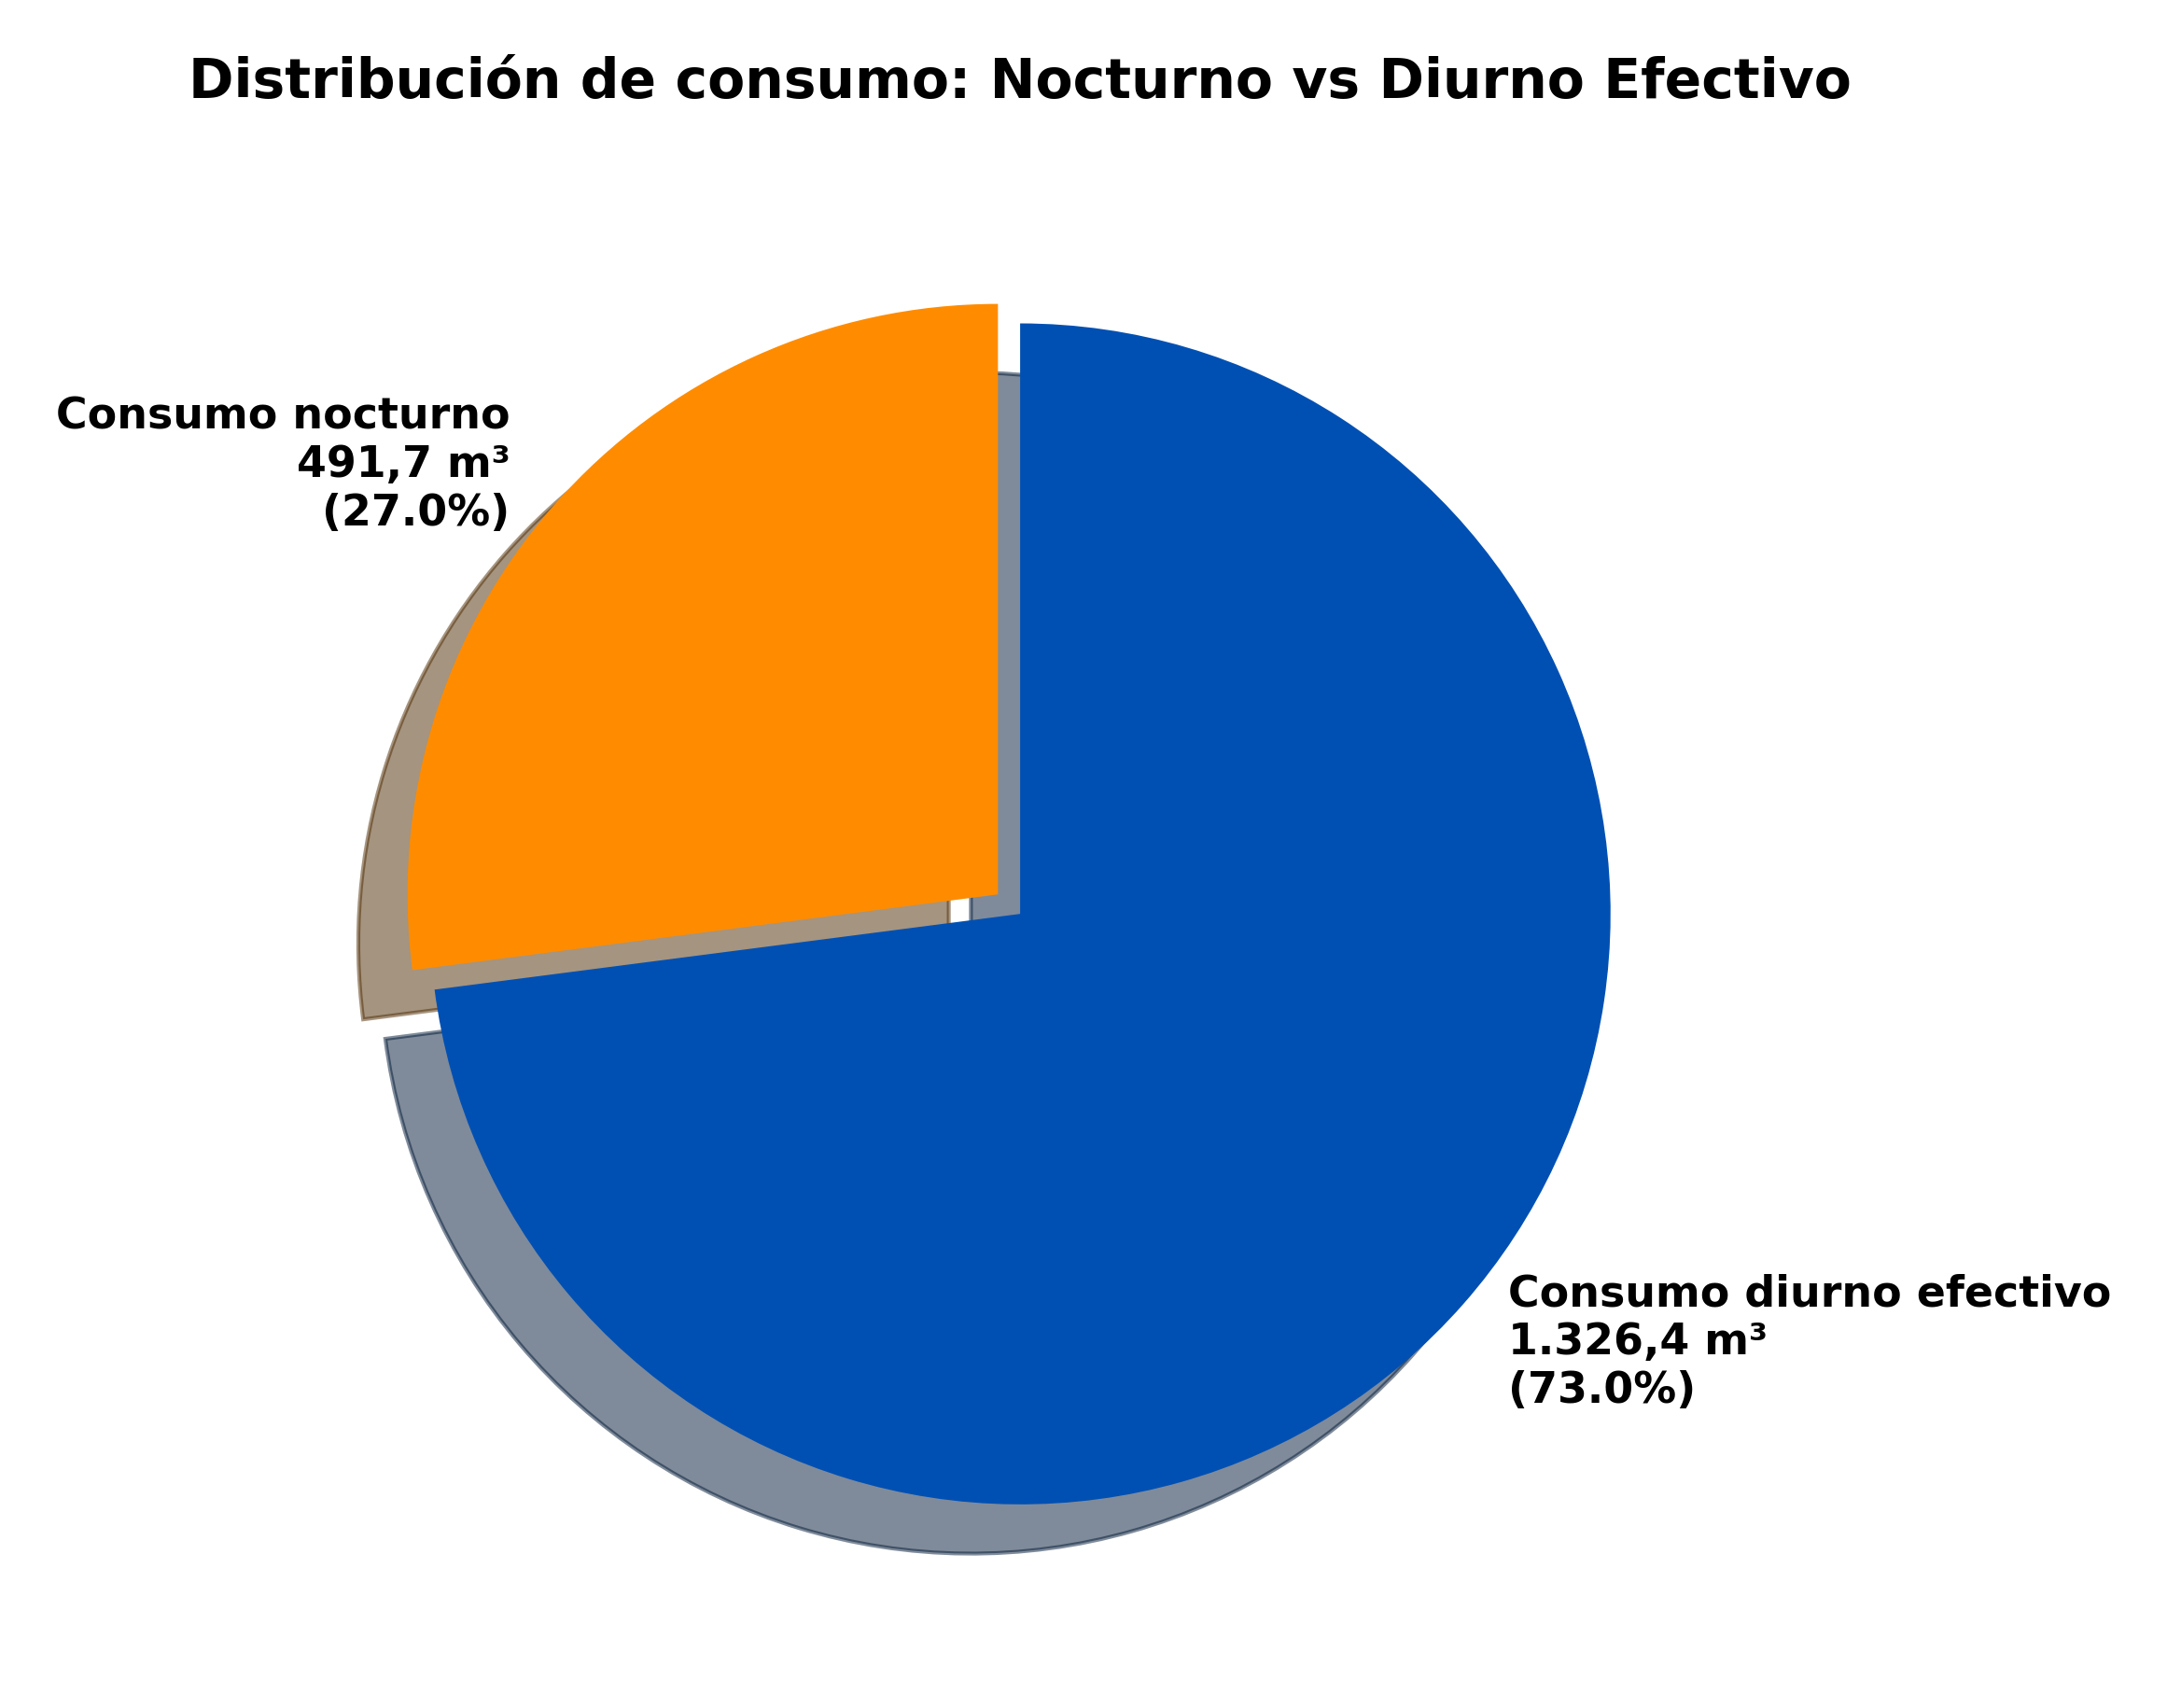 Distribución de consumo: Nocturno vs Diurno Efectivo
Consumo nocturno
491,7 m³
(27.0%)
Consumo diurno efectivo
1.326,4 m³
(73.0%)